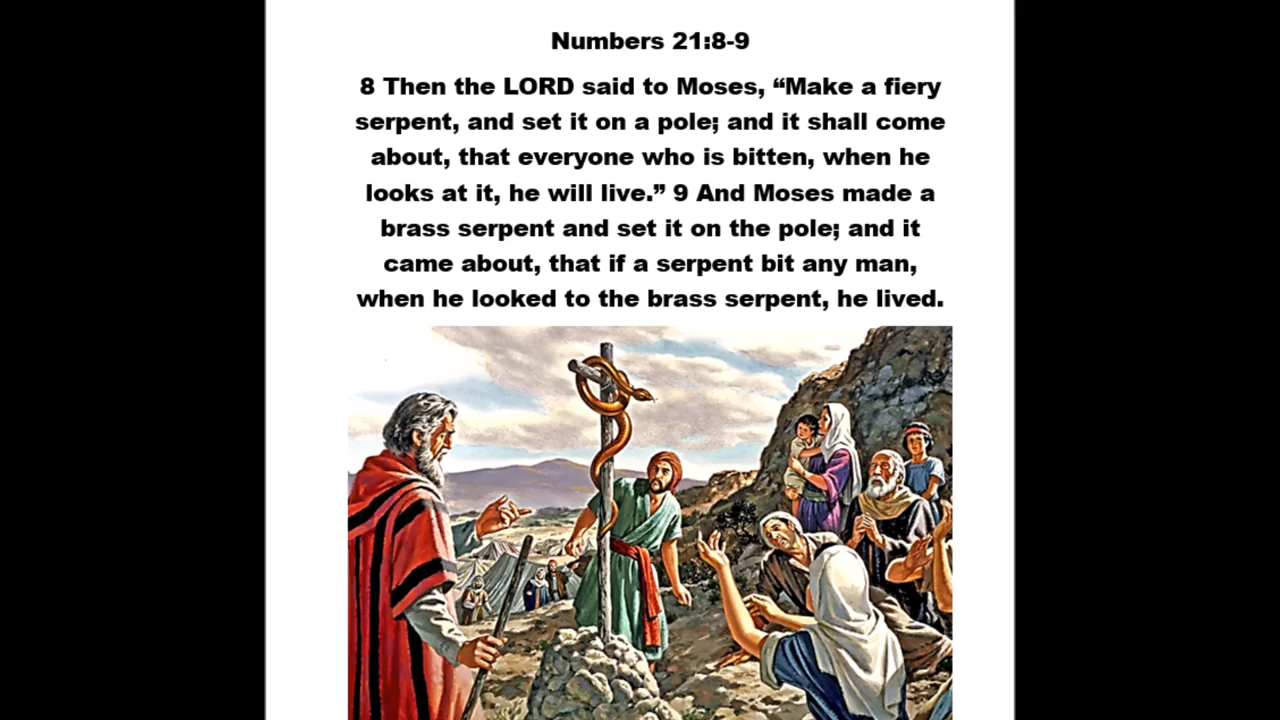 Numbers 21:8-9
8 Then the LORD said to Moses, “Make a fiery
serpent, and set it on a pole; and it shall come
about, that everyone who is bitten, when he
looks at it, he will live.” 9 And Moses made a
brass serpent and set it on the pole; and it
came about, that if a serpent bit any man,
when he looked to the brass serpent, he lived.